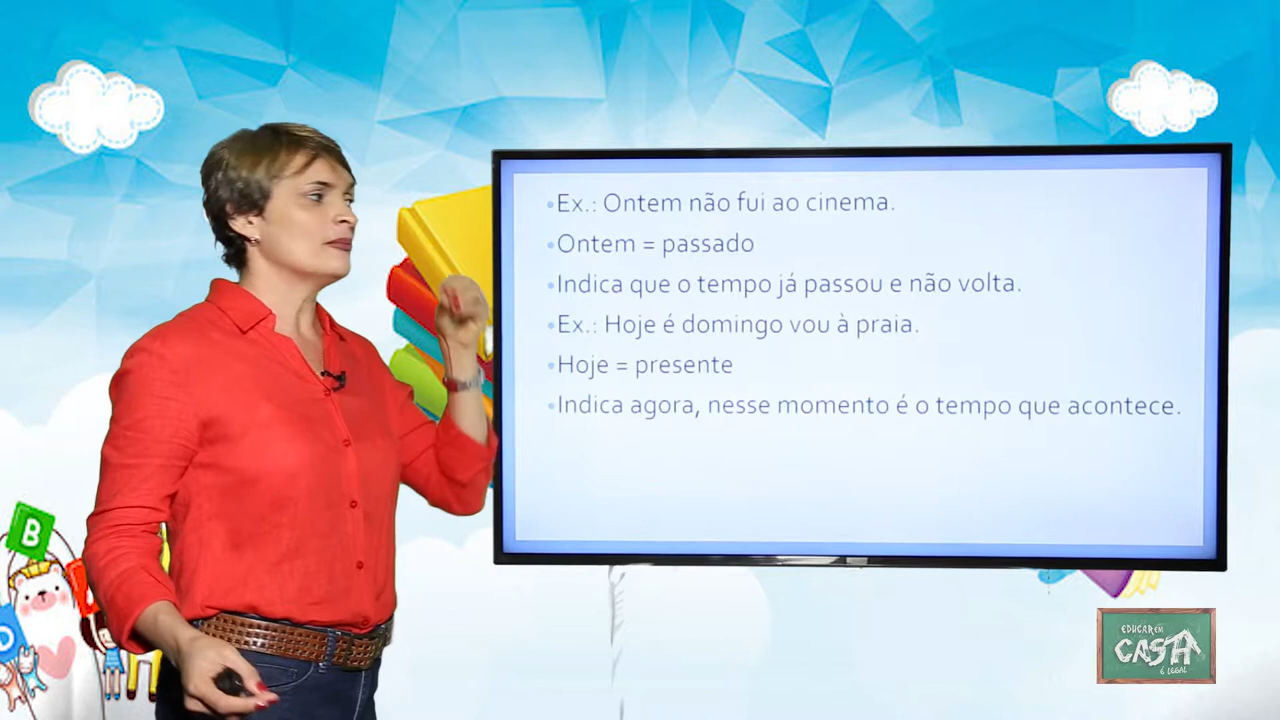 •Ex.: Ontem não fui ao cinema.
•Ontem = passado
•Indica que o tempo já passou e não volta.
•Ex.: Hoje é domingo vou à praia.
•Hoje = presente
•Indica agora, nesse momento é o tempo que acontece.
B
EDUCAR EM
CASA
É LEGAL